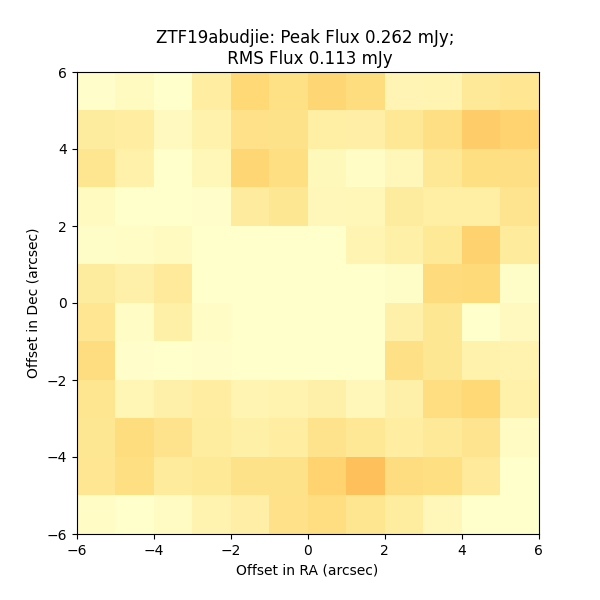 ZTF19abudjie: Peak Flux 0.262 mJy;
RMS Flux 0.113 mJy
6
4
2
0
−2
−4
−6
Offset in Dec (arcsec)
−6 −4 −2 0 2 4 6
Offset in RA (arcsec)